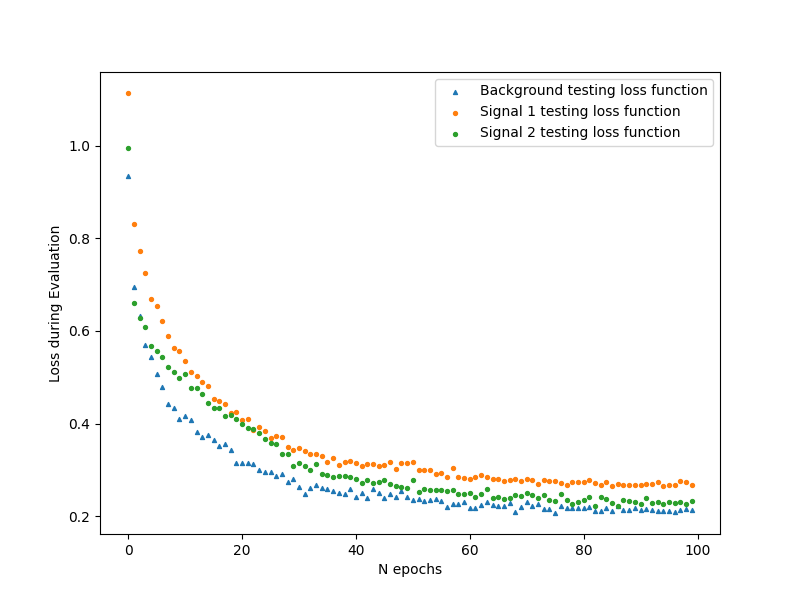 Background testing loss function
Signal 1 testing loss function
Signal 2 testing loss function
Loss during Evaluation
1.0
0.8
0.6
0.4
0.2
0 20 40 60 80 100
N epochs